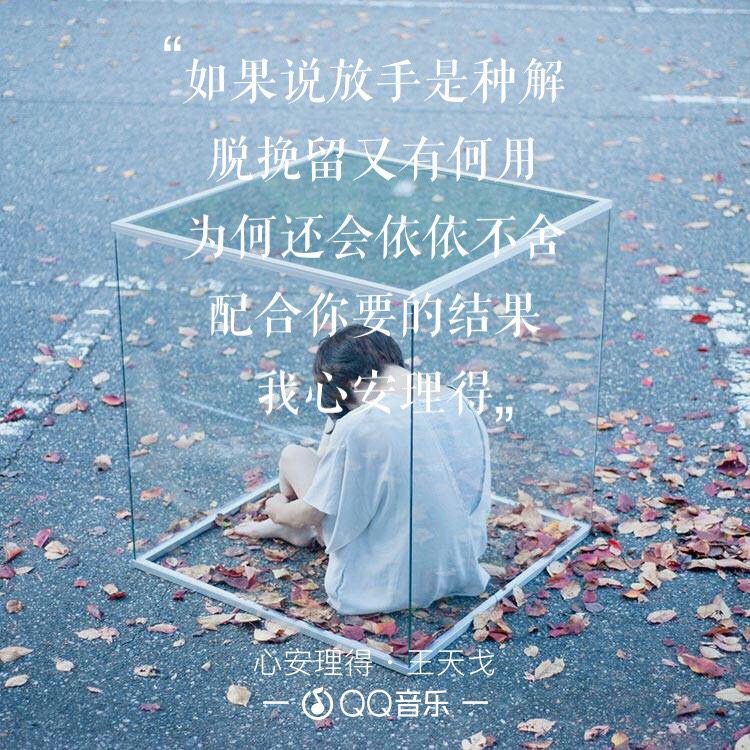 “如果说放手是种解
脱挽留又有何用
为何还会依依不舍
配合你要的结果
我心安理得”
心安理得·王天戈
QQ音乐